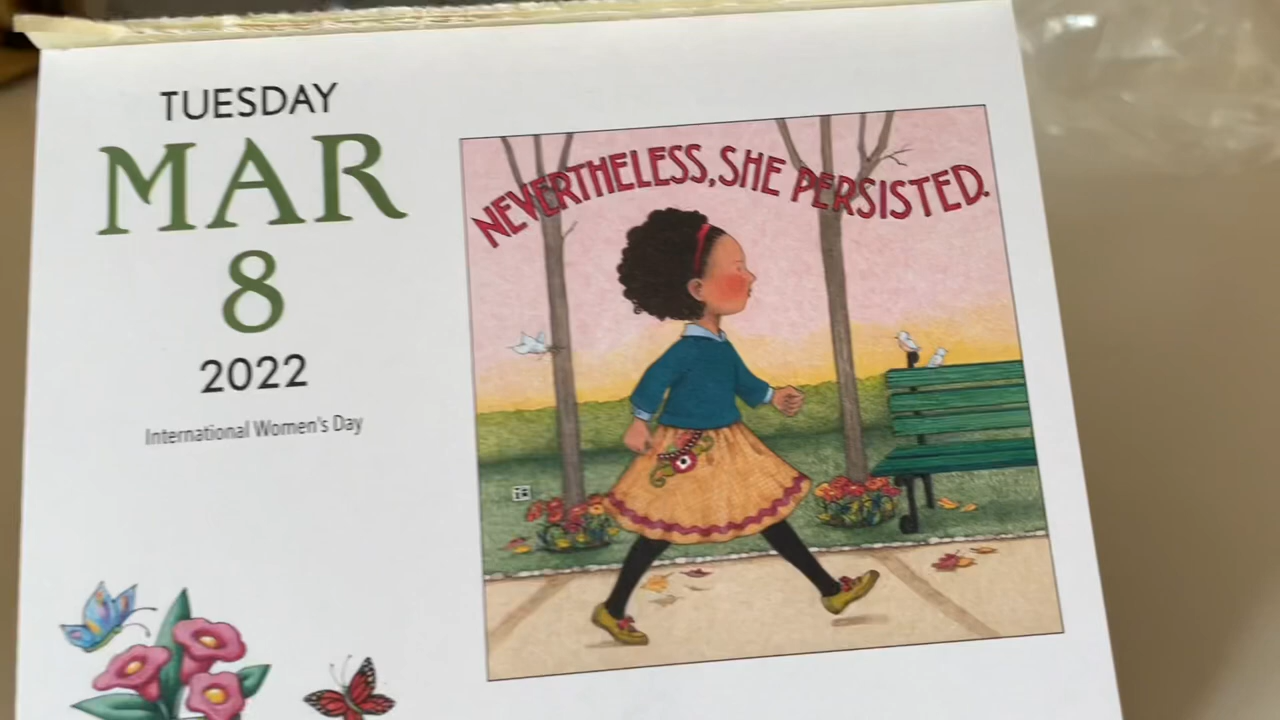 TUESDAY
MAR
8
2022
International Women's Day
NEVERTHELESS, SHE PERSISTED.